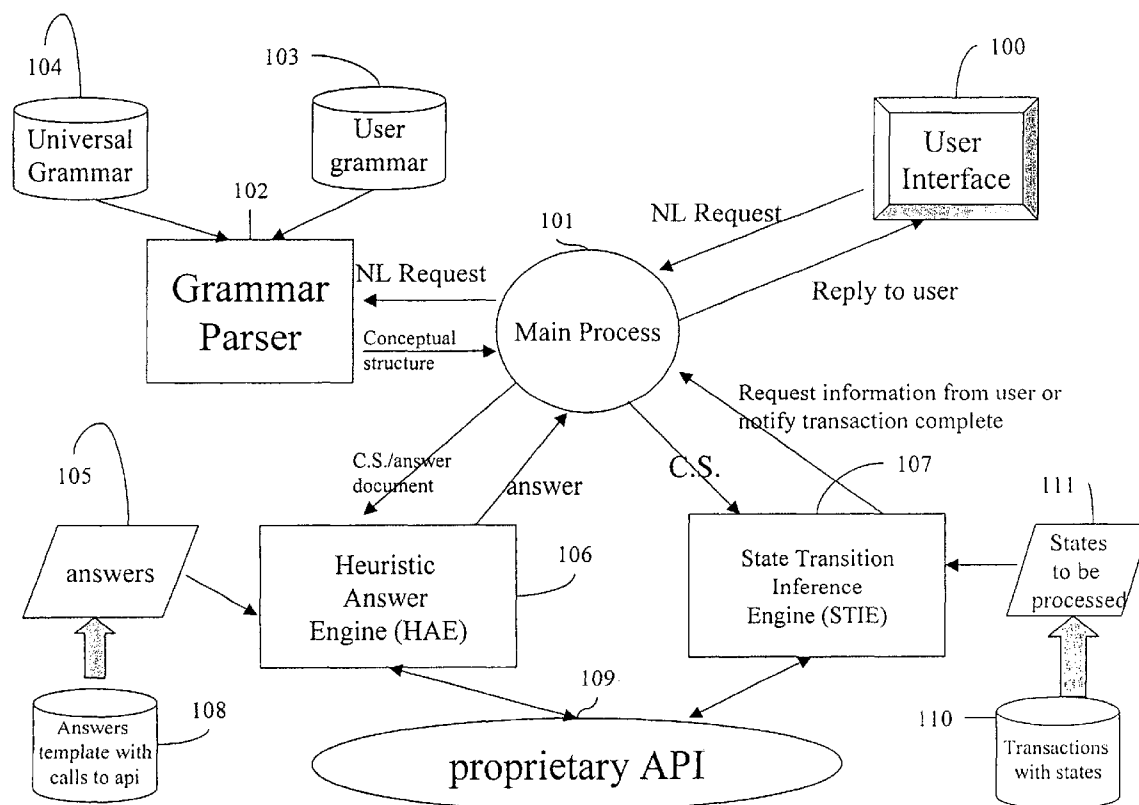 104
103
100
Universal
Grammar
User
grammar
User
Interface
102
101
NL Request
NL Request
Reply to user
Grammar
Parser
Main Process
Conceptual
structure
Request information from user or
notify transaction complete
105
C.S./answer
document
answer
C.S.
107
111
answers
Heuristic
Answer
Engine (HAE)
106
State Transition
Inference
Engine (STIE)
States
to be
processed
109
108
110
Answers
template with
calls to api
proprietary API
Transactions
with states